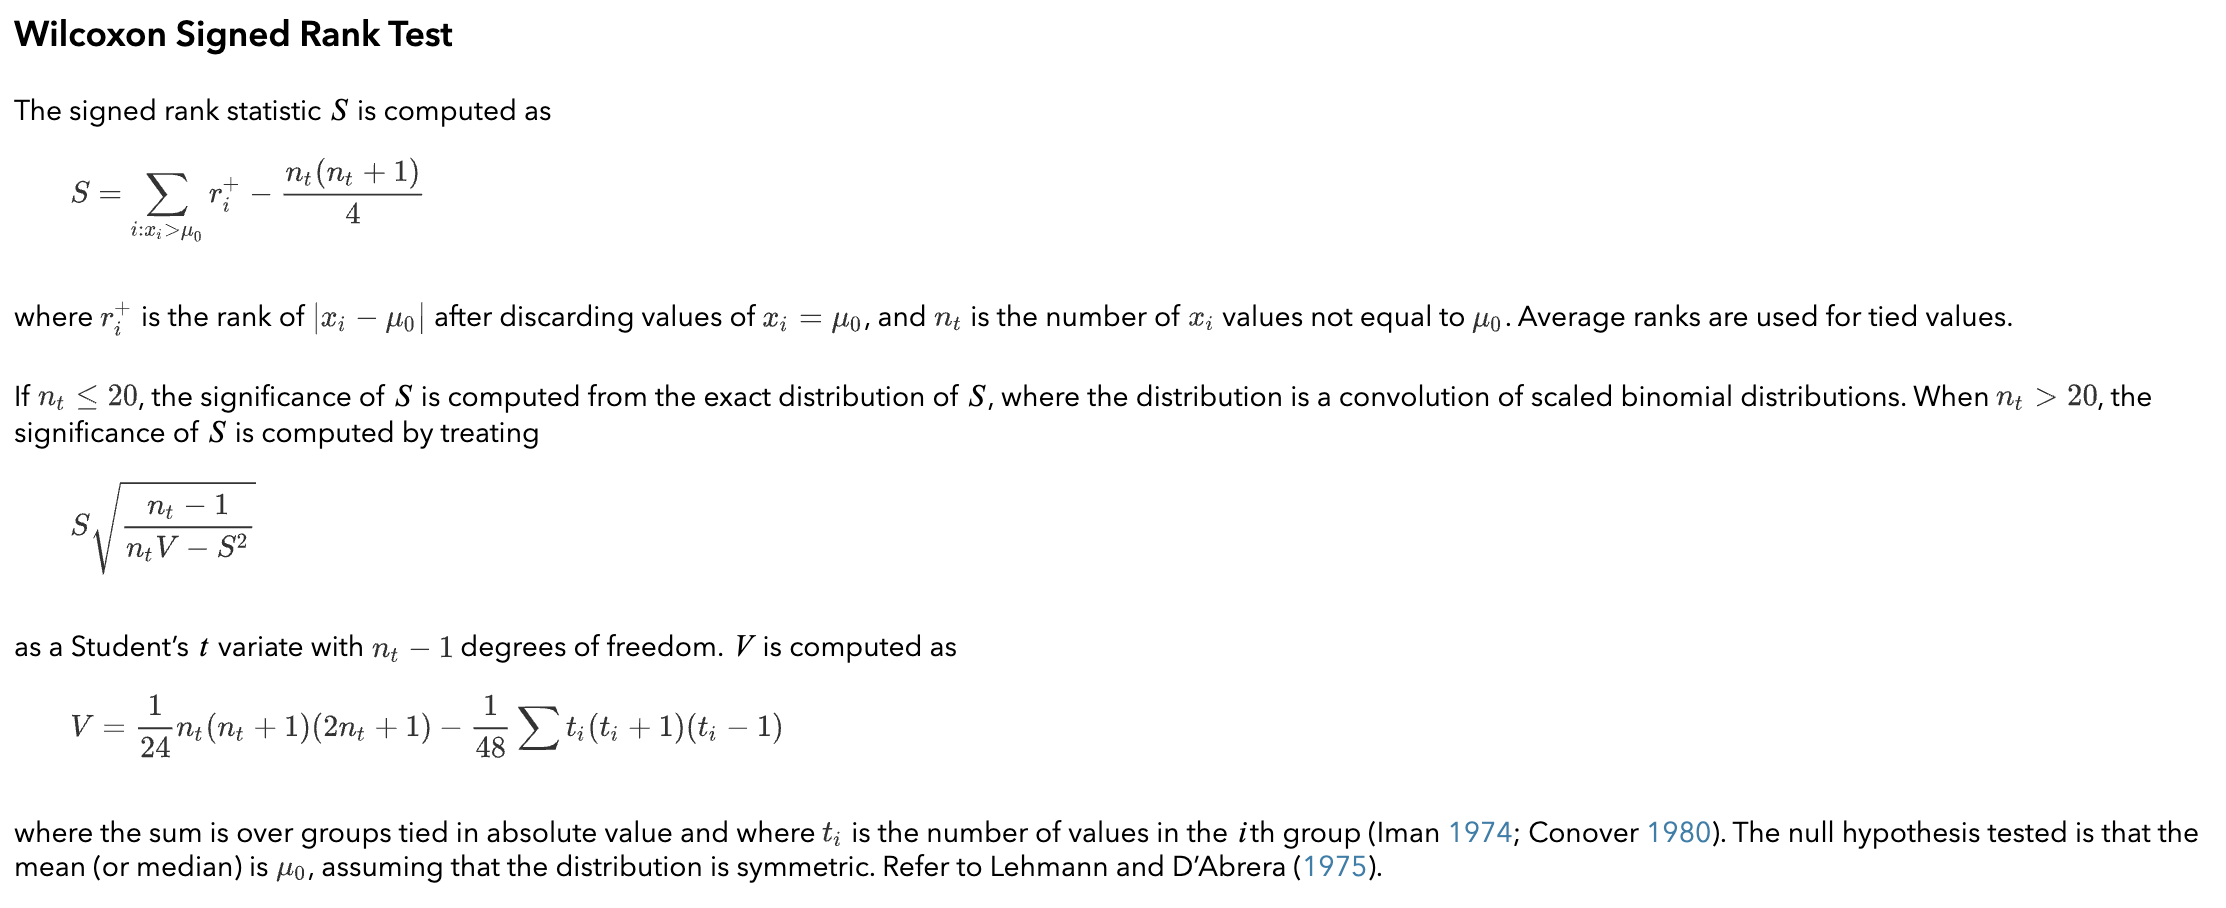 Wilcoxon Signed Rank Test
The signed rank statistic S is computed as
S = ∑_{i:x_i>μ_0} r_i^+ − n_t(n_t + 1)/4
where r_i^+ is the rank of |x_i − μ_0| after discarding values of x_i = μ_0, and n_t is the number of x_i values not equal to μ_0. Average ranks are used for tied values.
If n_t ≤ 20, the significance of S is computed from the exact distribution of S, where the distribution is a convolution of scaled binomial distributions. When n_t > 20, the
significance of S is computed by treating
S√((n_t − 1)/(n_tV − S²))
as a Student’s t variate with n_t − 1 degrees of freedom. V is computed as
V = 1/24 n_t(n_t + 1)(2n_t + 1) − 1/48 ∑ t_i(t_i + 1)(t_i − 1)
where the sum is over groups tied in absolute value and where t_i is the number of values in the ith group (Iman 1974; Conover 1980). The null hypothesis tested is that the
mean (or median) is μ_0, assuming that the distribution is symmetric. Refer to Lehmann and D’Abrera (1975).